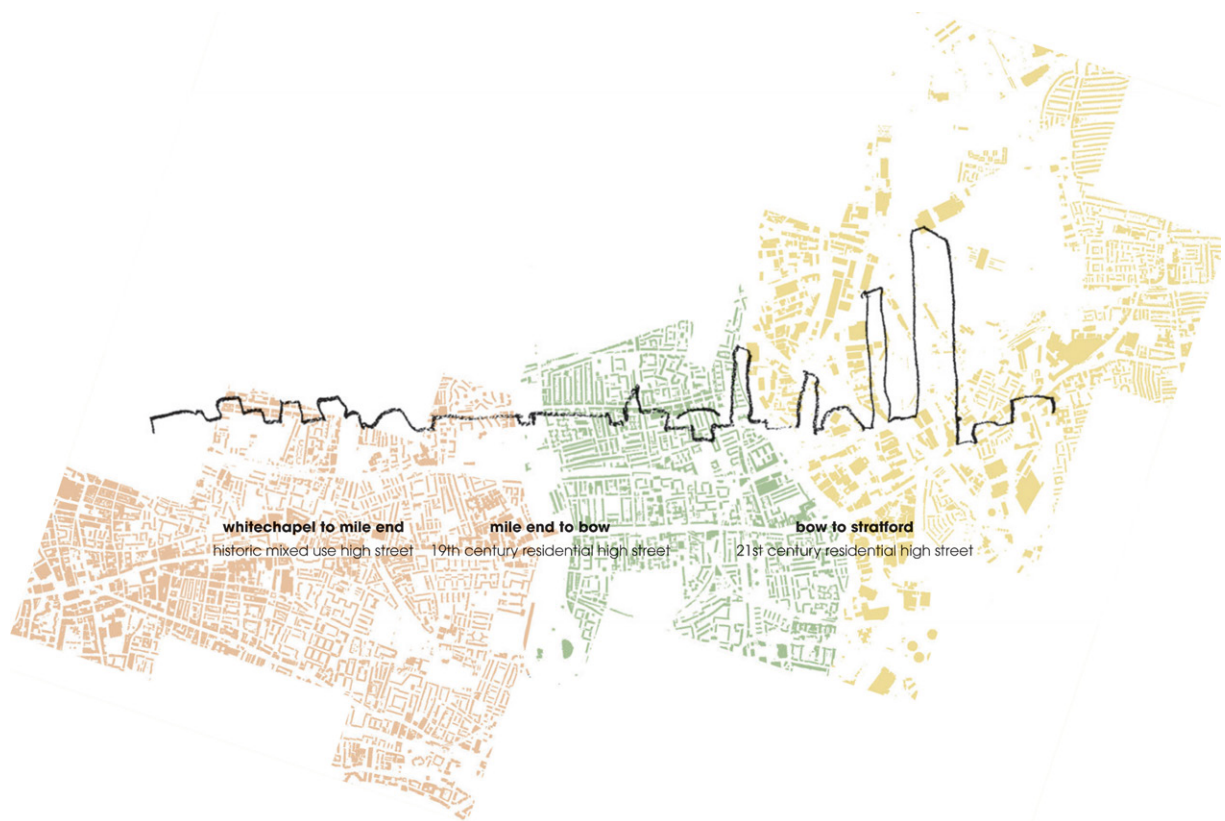 whitechapel to mile end
historic mixed use high street
mile end to bow
19th century residential high street
bow to stratford
21st century residential high street